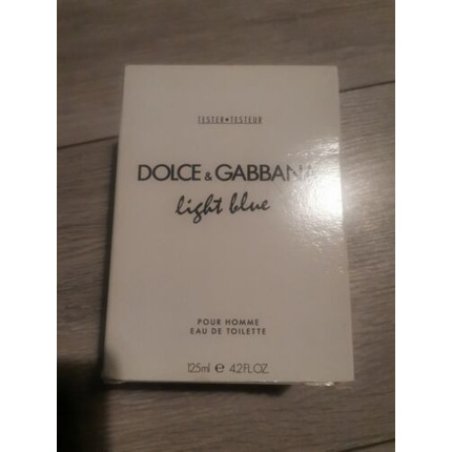 TESTER•TESTEUR
DOLCE & GABBANA
light blue
POUR HOMME
EAU DE TOILETTE
125ml e 4.2FL.OZ.